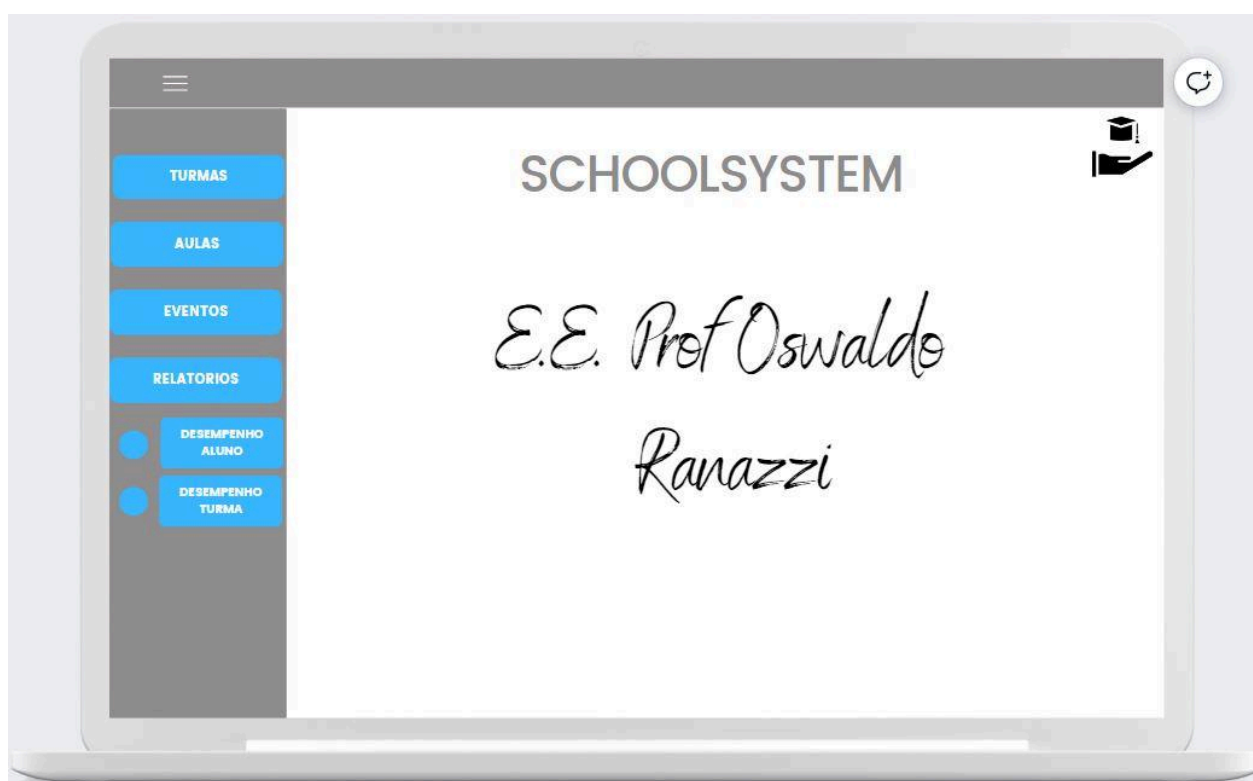 SCHOOLSYSTEM
TURMAS
AULAS
EVENTOS
RELATORIOS
DESEMPENHO
ALUNO
DESEMPENHO
TURMA
E.E. Prof Oswaldo
Ranazzi